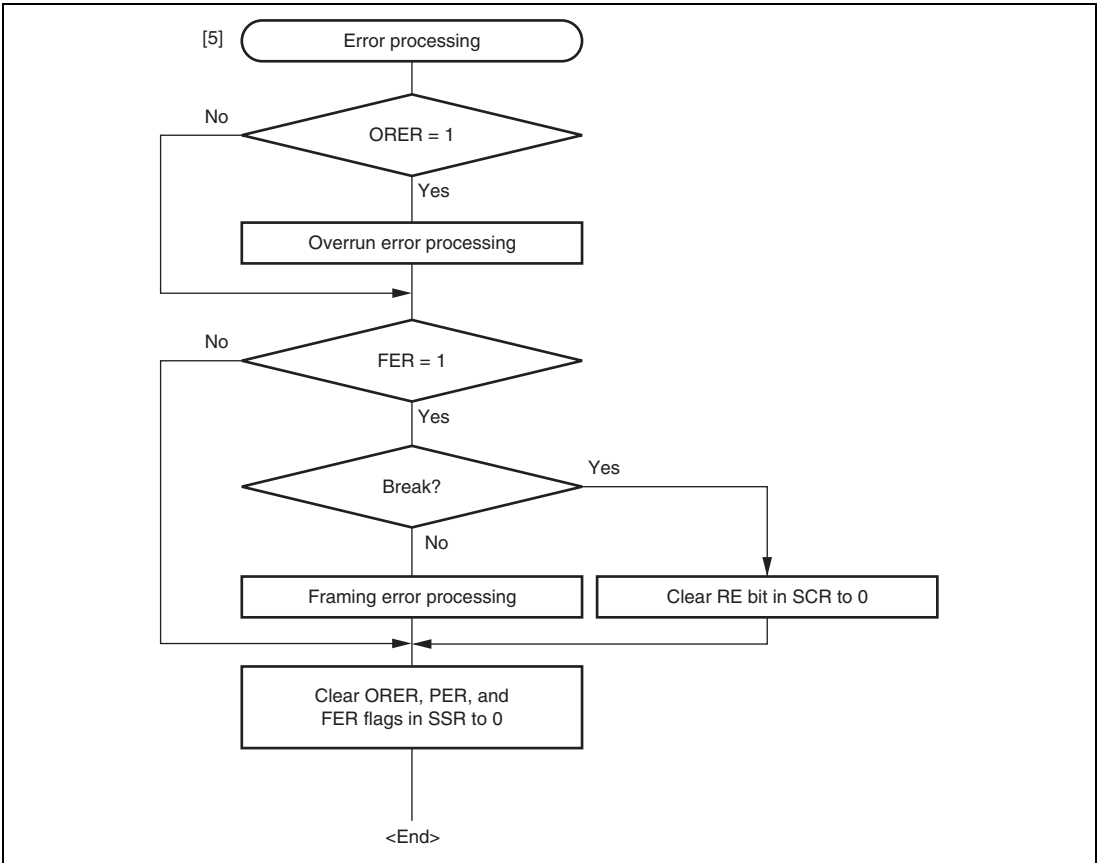 [5] Error processing
No
ORER = 1
Yes
Overrun error processing
No
FER = 1
Yes
Break?
Yes
No
Framing error processing
Clear RE bit in SCR to 0
Clear ORER, PER, and
FER flags in SSR to 0
<End>